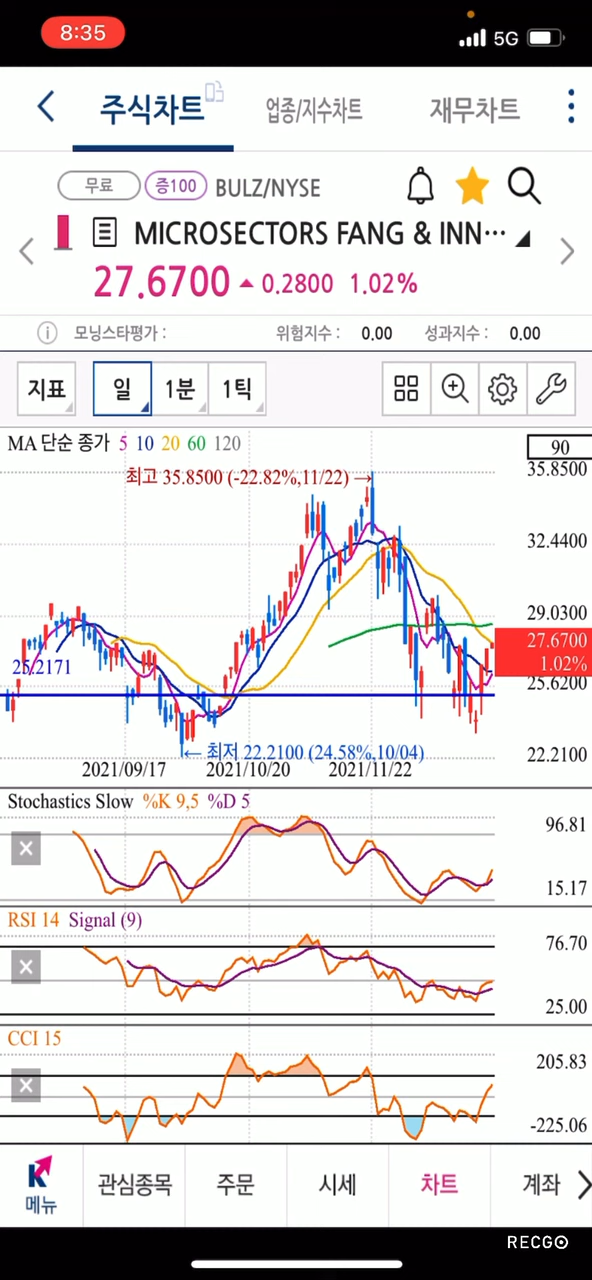 8:35
5G
주식차트
업종/지수차트
재무차트
무료
증100
BULZ/NYSE
MICROSECTORS FANG & INN···
27.6700 ▲ 0.2800 1.02%
모닝스타평가 :
위험지수 : 0.00
성과지수 : 0.00
지표
일
1분
1틱
MA 단순 종가 5 10 20 60 120
90
최고 35.8500 (-22.82%,11/22) →
35.8500
32.4400
29.0300
27.6700
1.02%
25.2171
25.6200
22.2100
← 최저 22.2100 (24.58%,10/04)
2021/09/17
2021/10/20
2021/11/22
Stochastics Slow %K 9,5 %D 5
96.81
15.17
RSI 14 Signal (9)
76.70
25.00
CCI 15
205.83
-225.06
메뉴
관심종목
주문
시세
차트
계좌
RECGO